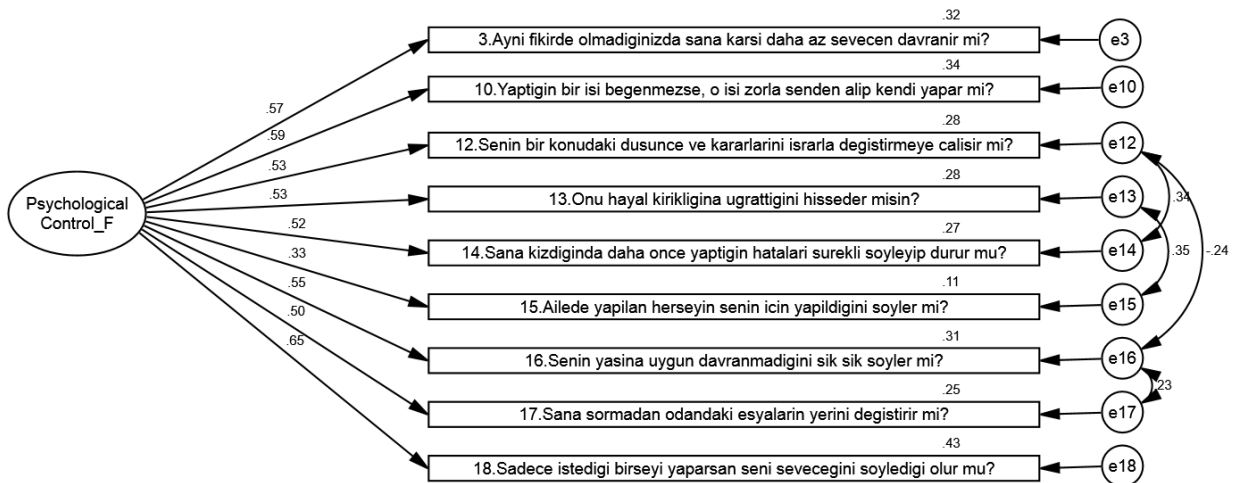 .32
3.Ayni fikirde olmadiginizda sana karsi daha az sevecen davranir mi?
e3
.34
10.Yaptigin bir isi begenmezse, o isi zorla senden alip kendi yapar mi?
e10
.57
.28
.59
12.Senin bir konudaki dusunce ve kararlarini israrla degistirmeye calisir mi?
e12
.53
.28
Psychological
Control_F
.53
13.Onu hayal kirikligina ugrattigini hisseder misin?
e13
.34
.52
.27
14.Sana kizdiginda daha once yaptigin hatalari surekli soyleyip durur mu?
e14
.35
-.24
.33
.11
.55
15.Ailede yapilan herseyin senin icin yapildigini soyler mi?
e15
.50
.31
.65
16.Senin yasina uygun davranmadigini sik sik soyler mi?
e16
.23
.25
17.Sana sormadan odandaki esyalarin yerini degistirir mi?
e17
.43
18.Sadece istedigi birseyi yaparsan seni sevecegini soyledigi olur mu?
e18